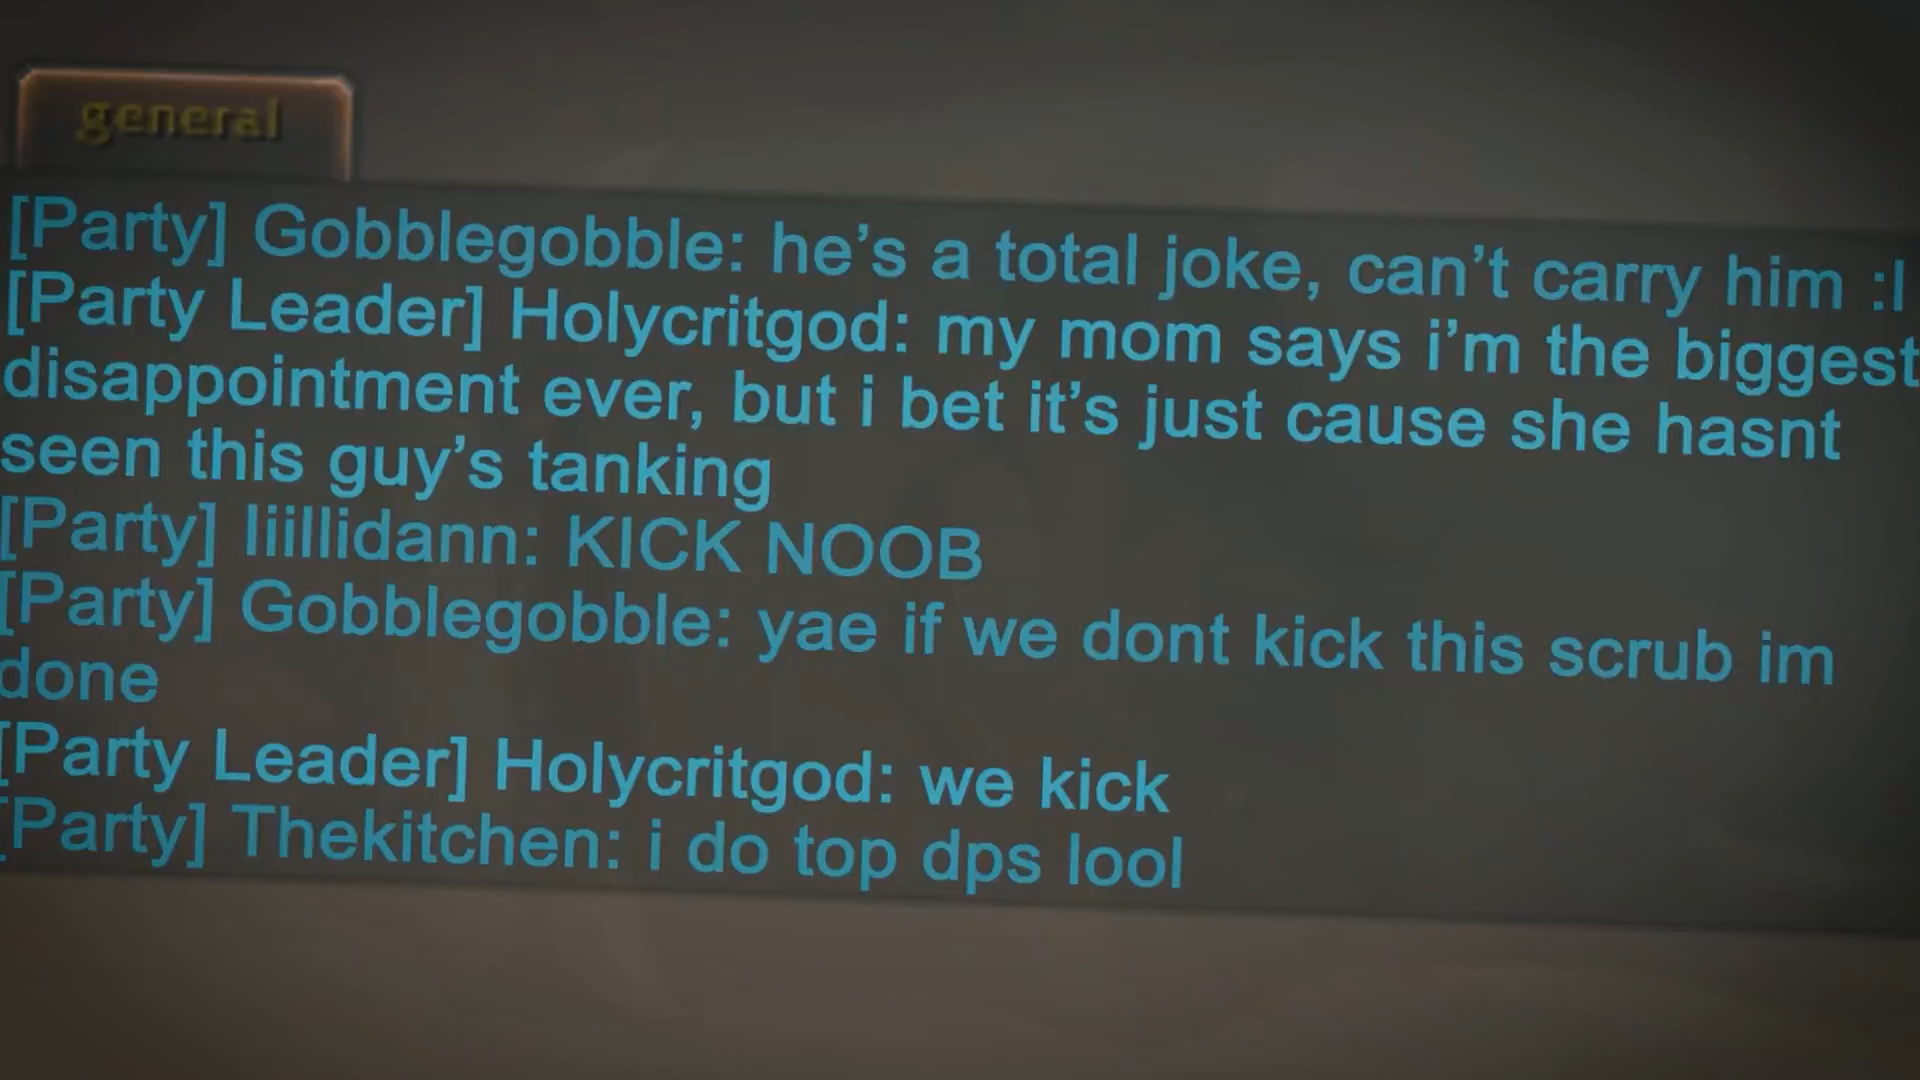 general
[Party] Gobblegobble: he's a total joke, can't carry him :l
[Party Leader] Holycritgod: my mom says i'm the biggest
disappointment ever, but i bet it's just cause she hasnt
seen this guy's tanking
[Party] liillidann: KICK NOOB
[Party] Gobblegobble: yae if we dont kick this scrub im
done
[Party Leader] Holycritgod: we kick
[Party] Thekitchen: i do top dps lool